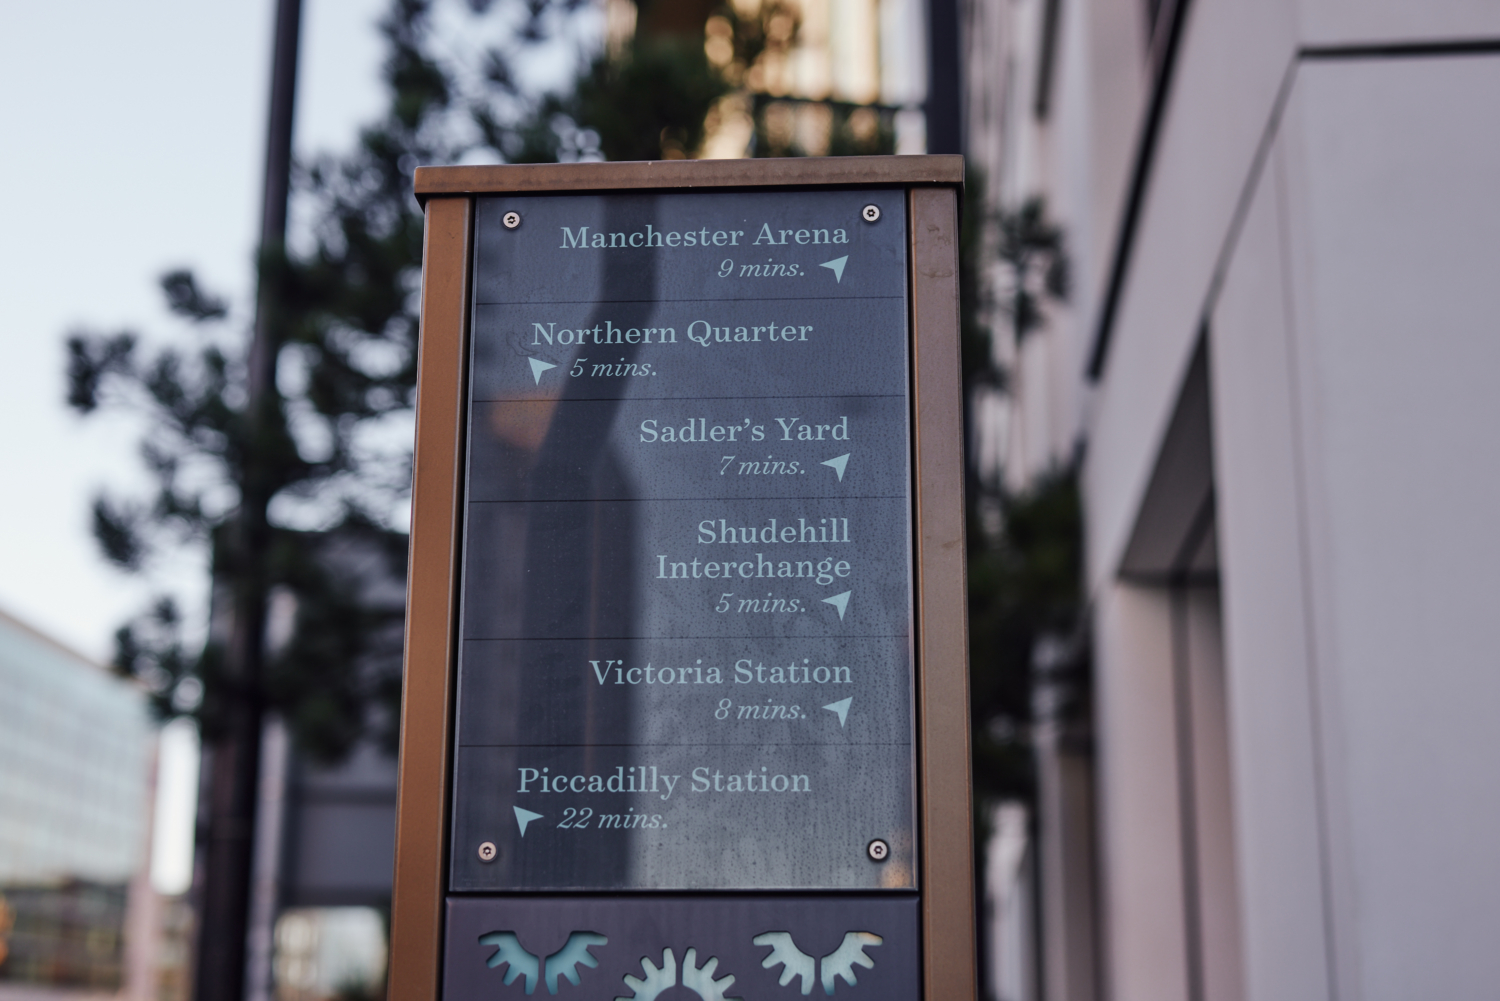 Manchester Arena
9 mins.
Northern Quarter
5 mins.
Sadler’s Yard
7 mins.
Shudehill
Interchange
5 mins.
Victoria Station
8 mins.
Piccadilly Station
22 mins.